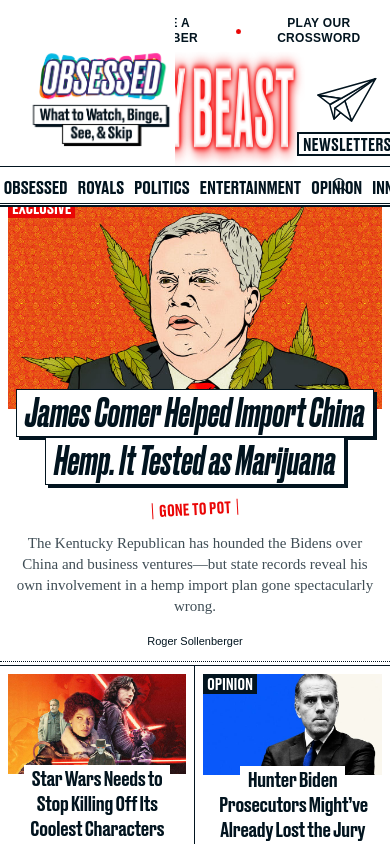 E A
BER
PLAY OUR
CROSSWORD
OBSESSED
What to Watch, Binge,
See, & Skip
Y BEAST
NEWSLETTERS
OBSESSED ROYALS POLITICS ENTERTAINMENT OPINION INN
EXCLUSIVE
James Comer Helped Import China
Hemp. It Tested as Marijuana
GONE TO POT
The Kentucky Republican has hounded the Bidens over
China and business ventures—but state records reveal his
own involvement in a hemp import plan gone spectacularly
wrong.
Roger Sollenberger
Star Wars Needs to
Stop Killing Off Its
Coolest Characters
OPINION
Hunter Biden
Prosecutors Might’ve
Already Lost the Jury